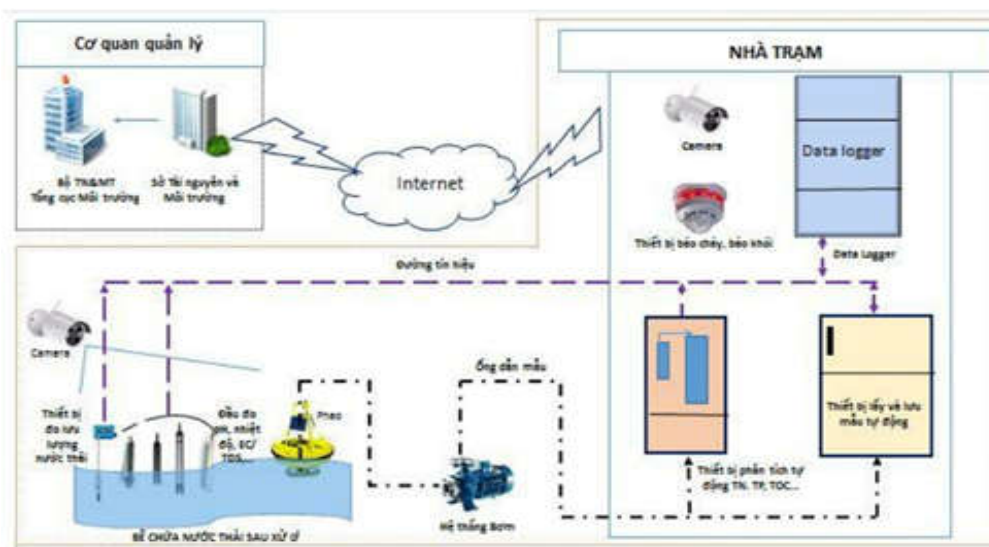 Cơ quan quản lý
Bộ TN&MT
Tổng cục Môi trường
Sở Tài nguyên và
Môi trường
Internet
NHÀ TRẠM
Camera
Data logger
Thiết bị báo cháy, báo khói
Data Logger
Đường tín hiệu
Camera
Ống dẫn mẫu
Thiết bị
đo lưu
lượng
nước thải
Đầu đo
pH, nhiệt
độ, EC/
TDS,...
Phao
Thiết bị lấy và lưu
mẫu tự động
Thiết bị phân tích tự
động TN. TP, TOC...
Hệ thống Bơm
BỂ CHỨA NƯỚC THẢI SAU XỬ LÍ